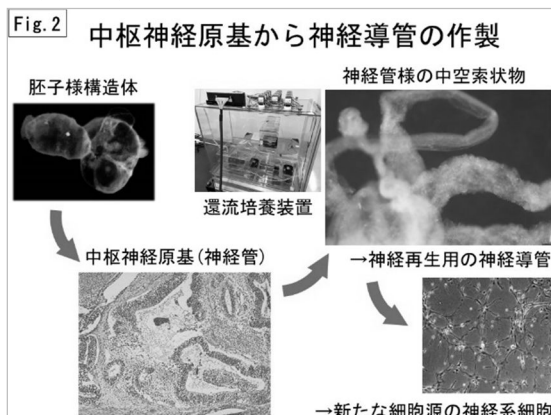 Fig.2
中枢神経原基から神経導管の作製
胚子様構造体
神経管様の中空索状物
還流培養装置
中枢神経原基(神経管)
→神経再生用の神経導管
→新たな細胞源の神経系細胞